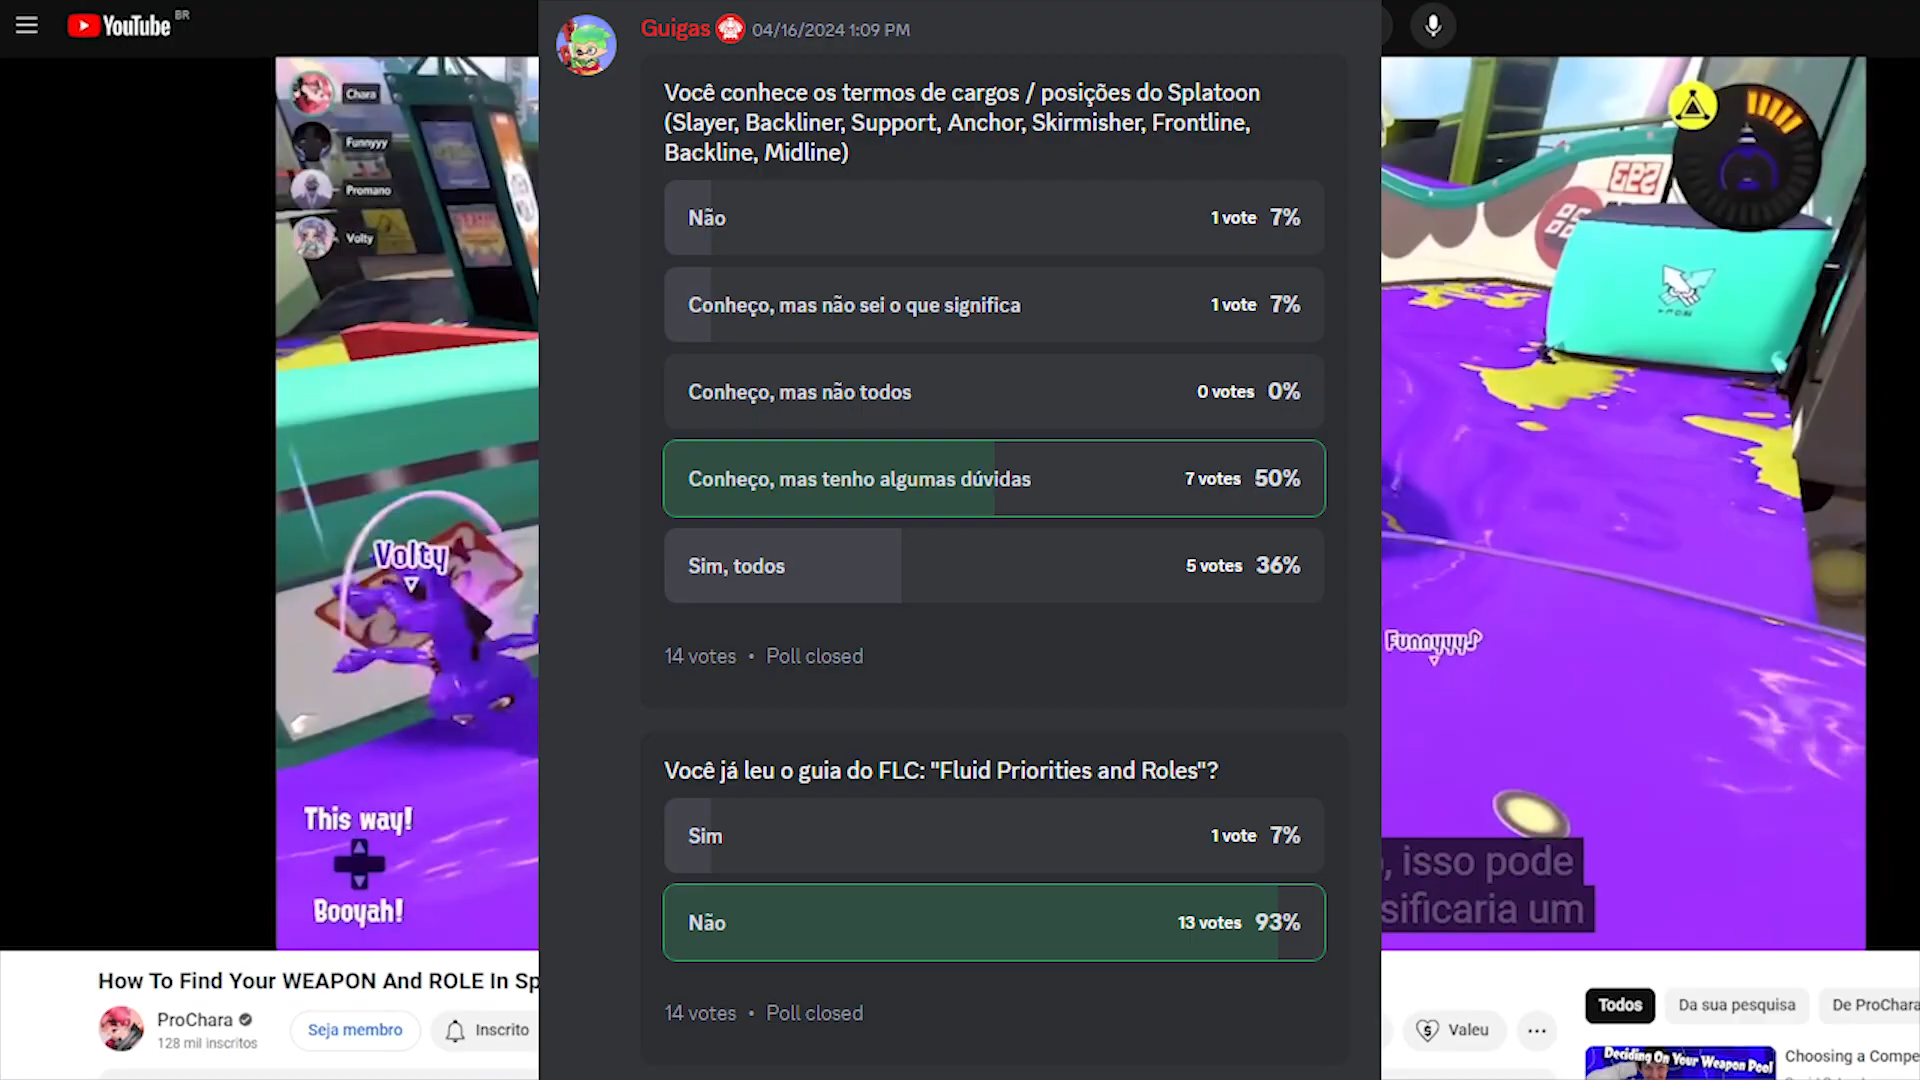 YouTube BR
Chara
Funnyyy
Promano
Volty
Volty
This way!
Booyah!
Guigas 04/16/2024 1:09 PM
Você conhece os termos de cargos / posições do Splatoon
(Slayer, Backliner, Support, Anchor, Skirmisher, Frontline,
Backline, Midline)
Não 1 vote 7%
Conheço, mas não sei o que significa 1 vote 7%
Conheço, mas não todos 0 votes 0%
Conheço, mas tenho algumas dúvidas 7 votes 50%
Sim, todos 5 votes 36%
14 votes • Poll closed
Você já leu o guia do FLC: "Fluid Priorities and Roles"?
Sim 1 vote 7%
Não 13 votes 93%
14 votes • Poll closed
Funnyyy♪
, isso pode
sificaria um
How To Find Your WEAPON And ROLE In Sp
ProChara
128 mil inscritos
Seja membro
Inscrito
Valeu
Todos
Da sua pesquisa
De ProChara
Deciding On Your Weapon Pool
Choosing a Compe